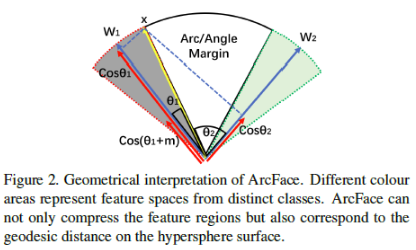 W₁
x
Arc/Angle
Margin
W₂
Cosθ₁
θ₁
θ₂
Cosθ₂
Cos(θ₁+m)
Figure 2. Geometrical interpretation of ArcFace. Different colour
areas represent feature spaces from distinct classes. ArcFace can
not only compress the feature regions but also correspond to the
geodesic distance on the hypersphere surface.